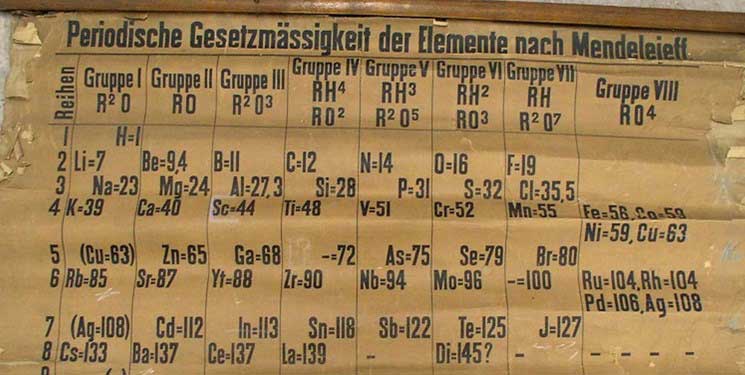 Periodische Gesetzmässigkeit der Elemente nach Mendelejeff.
Reihen Gruppe I Gruppe II Gruppe III Gruppe IV Gruppe V Gruppe VI Gruppe VII Gruppe VIII
RH⁴ RH³ RH² RH
R²O RO R²O³ RO² R²O⁵ RO³ R²O⁷ RO⁴
1 H=1
2 Li=7 Be=9,4 B=11 C=12 N=14 O=16 F=19
3 Na=23 Mg=24 Al=27,3 Si=28 P=31 S=32 Cl=35,5
4 K=39 Ca=40 Sc=44 Ti=48 V=51 Cr=52 Mn=55 Fe=56, Co=59
Ni=59, Cu=63
5 (Cu=63) Zn=65 Ga=68 -=72 As=75 Se=79 Br=80
6 Rb=85 Sr=87 Yt=88 Zr=90 Nb=94 Mo=96 -=100 Ru=104, Rh=104
Pd=106, Ag=108
7 (Ag=108) Cd=112 In=113 Sn=118 Sb=122 Te=125 J=127
8 Cs=133 Ba=137 Ce=137 La=139 - Di=145? - - - - -